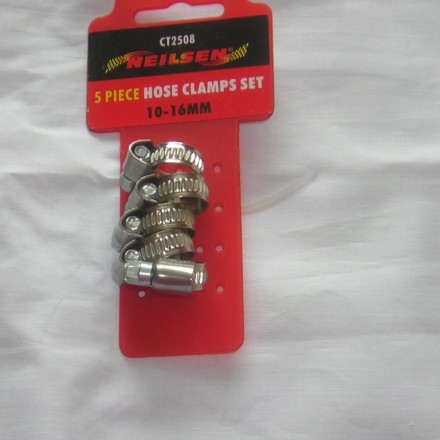 CT2508
NEILSEN
5 PIECE HOSE CLAMPS SET
10-16MM